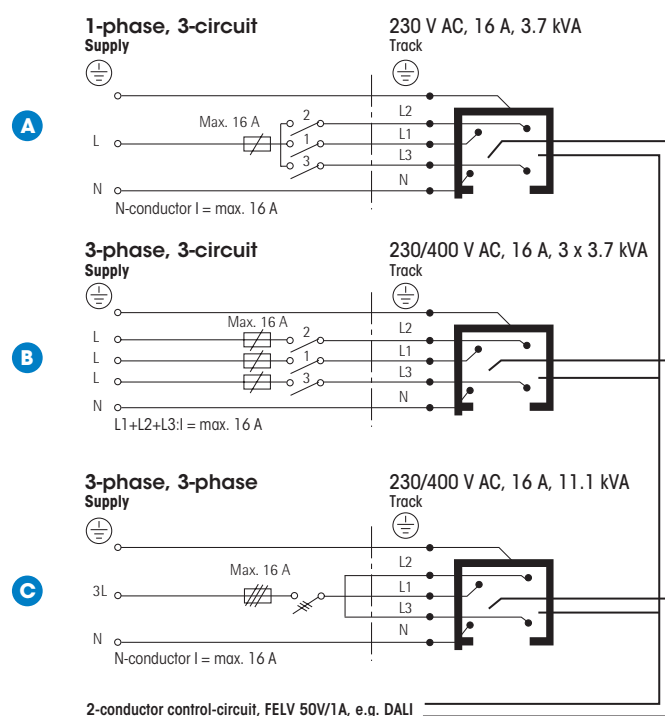 1-phase, 3-circuit
230 V AC, 16 A, 3.7 kVA
Supply
Track
A
L2
Max. 16 A
2
L
1
L1
3
L3
N
N
N-conductor I = max. 16 A
3-phase, 3-circuit
230/400 V AC, 16 A, 3 x 3.7 kVA
Supply
Track
B
Max. 16 A
L
2
L2
L
1
L1
L
3
L3
N
N
L1+L2+L3:I = max. 16 A
3-phase, 3-phase
230/400 V AC, 16 A, 11.1 kVA
Supply
Track
C
L2
Max. 16 A
3L
L1
L3
N
N
N-conductor I = max. 16 A
2-conductor control-circuit, FELV 50V/1A, e.g. DALI